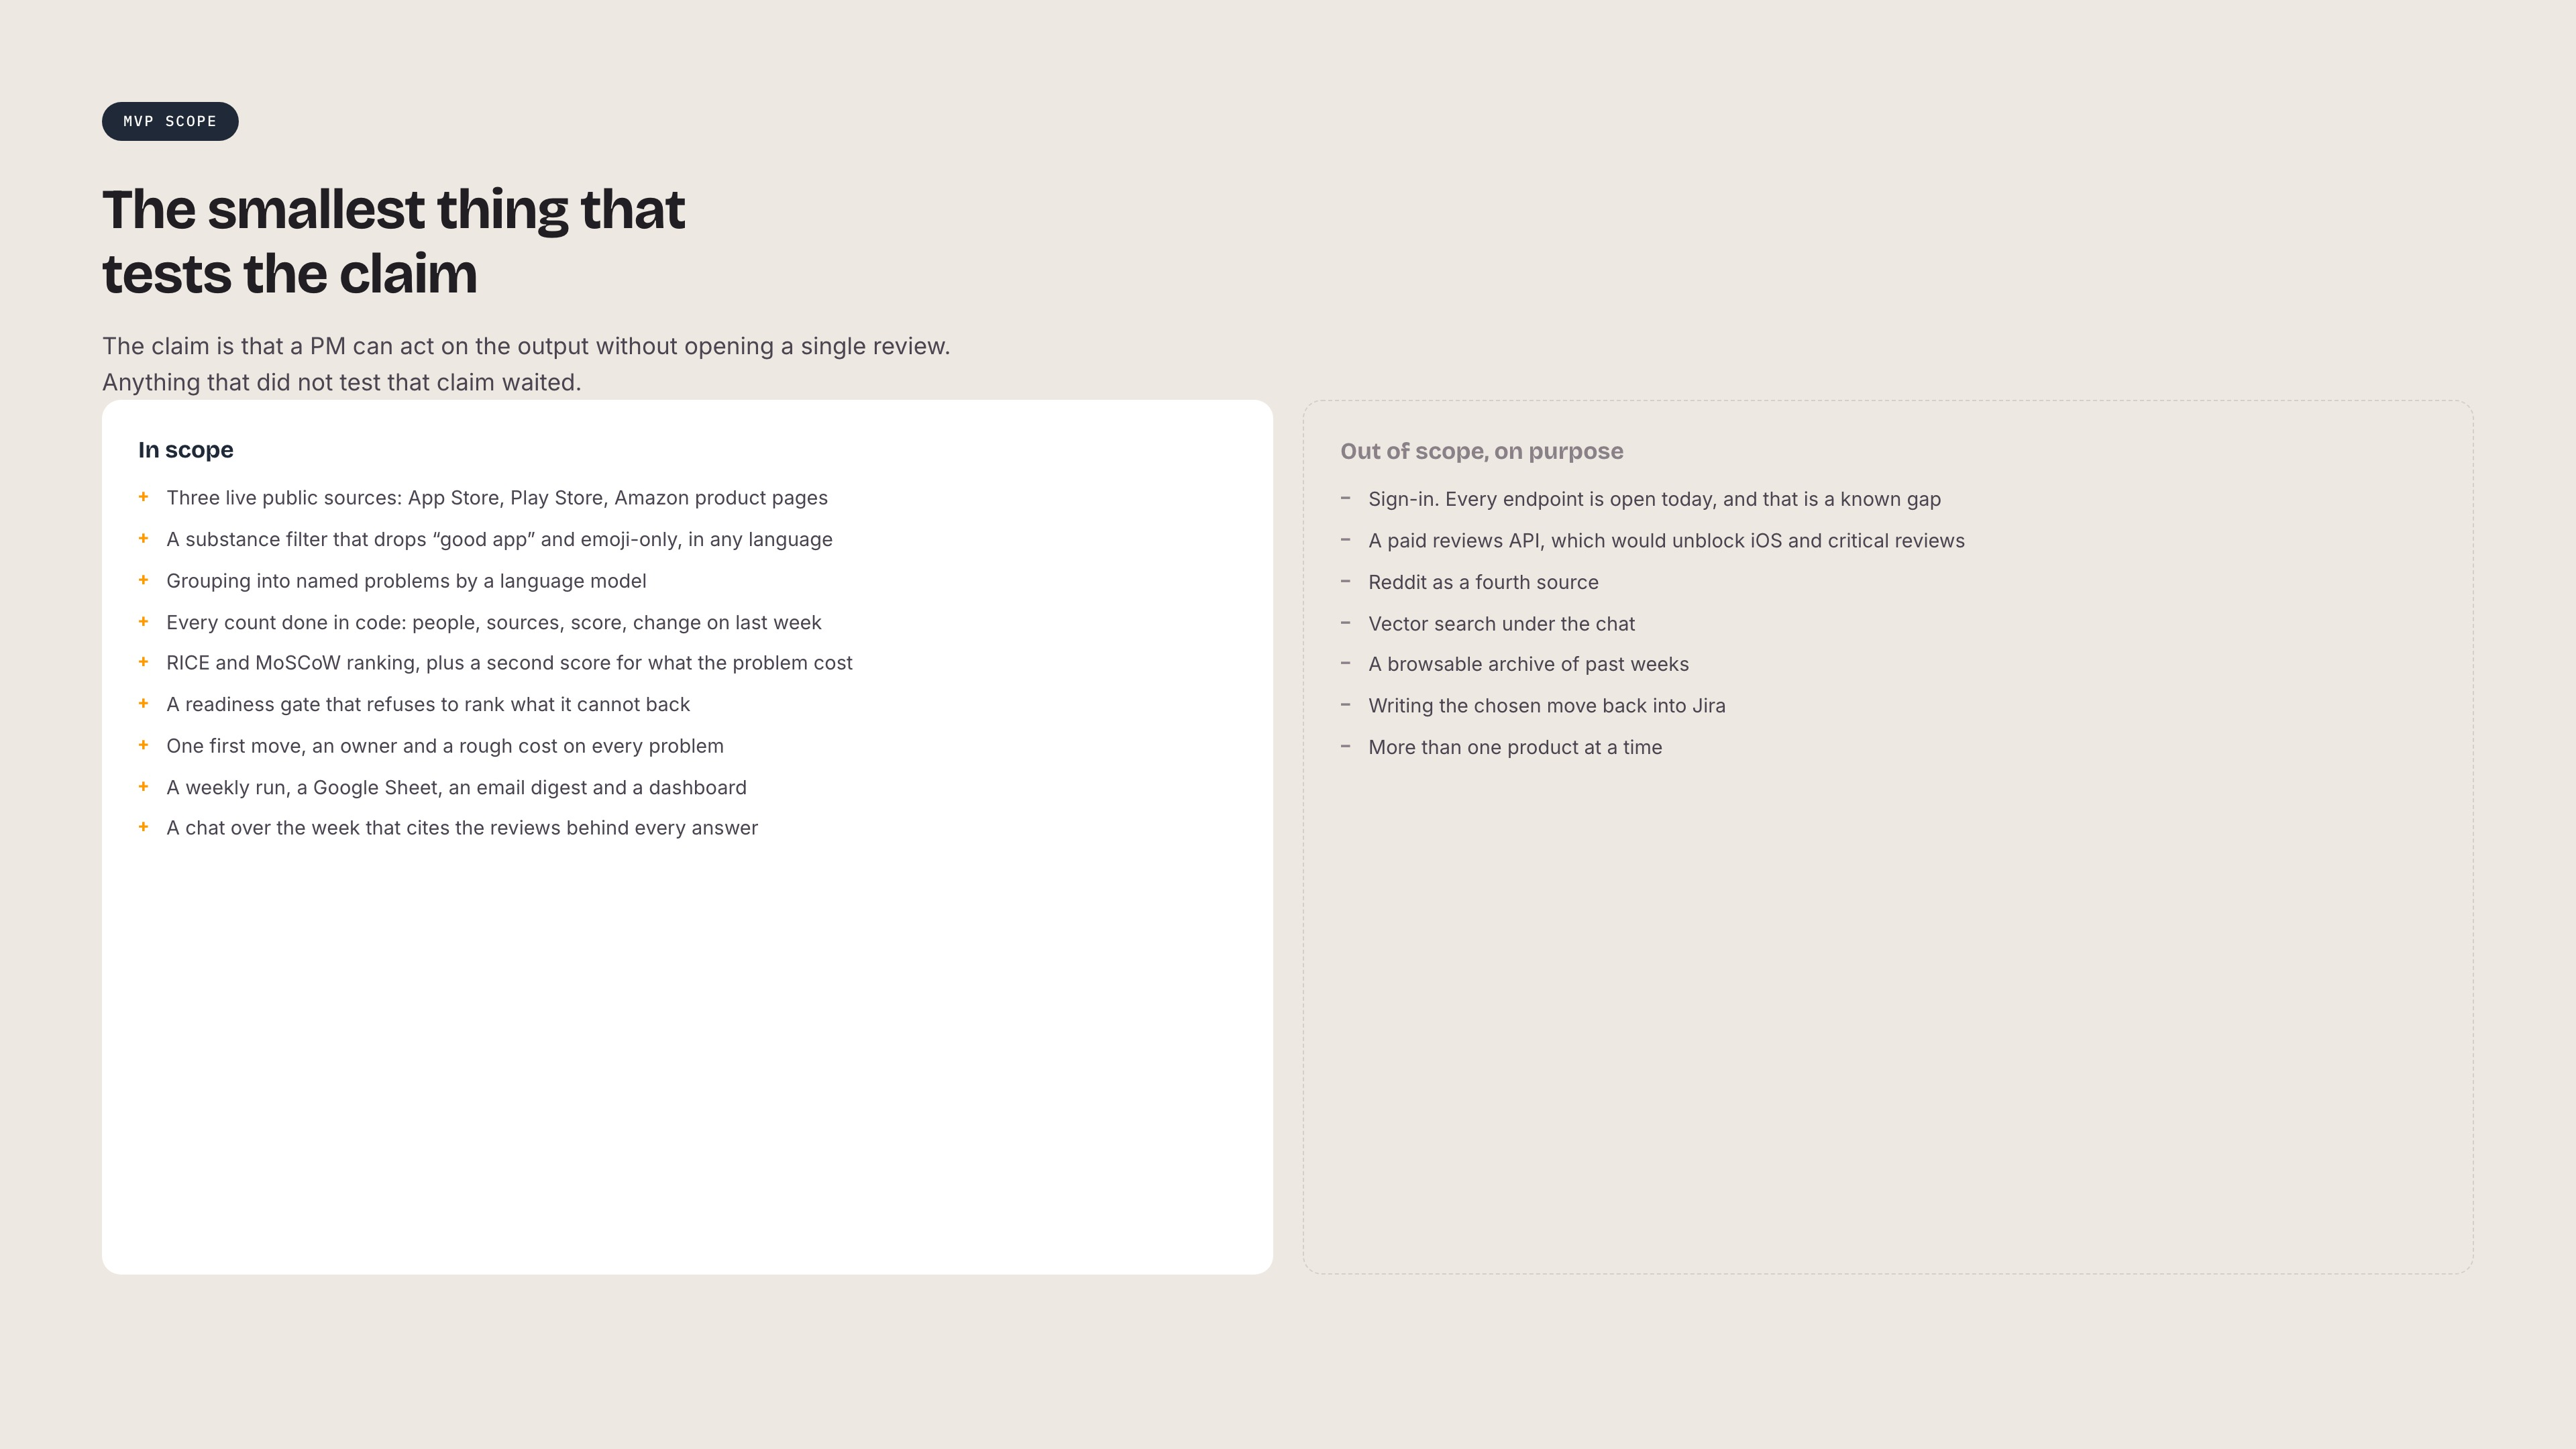 MVP SCOPE
The smallest thing that
tests the claim
The claim is that a PM can act on the output without opening a single review.
Anything that did not test that claim waited.
In scope
+ Three live public sources: App Store, Play Store, Amazon product pages
+ A substance filter that drops “good app” and emoji-only, in any language
+ Grouping into named problems by a language model
+ Every count done in code: people, sources, score, change on last week
+ RICE and MoSCoW ranking, plus a second score for what the problem cost
+ A readiness gate that refuses to rank what it cannot back
+ One first move, an owner and a rough cost on every problem
+ A weekly run, a Google Sheet, an email digest and a dashboard
+ A chat over the week that cites the reviews behind every answer
Out of scope, on purpose
– Sign-in. Every endpoint is open today, and that is a known gap
– A paid reviews API, which would unblock iOS and critical reviews
– Reddit as a fourth source
– Vector search under the chat
– A browsable archive of past weeks
– Writing the chosen move back into Jira
– More than one product at a time